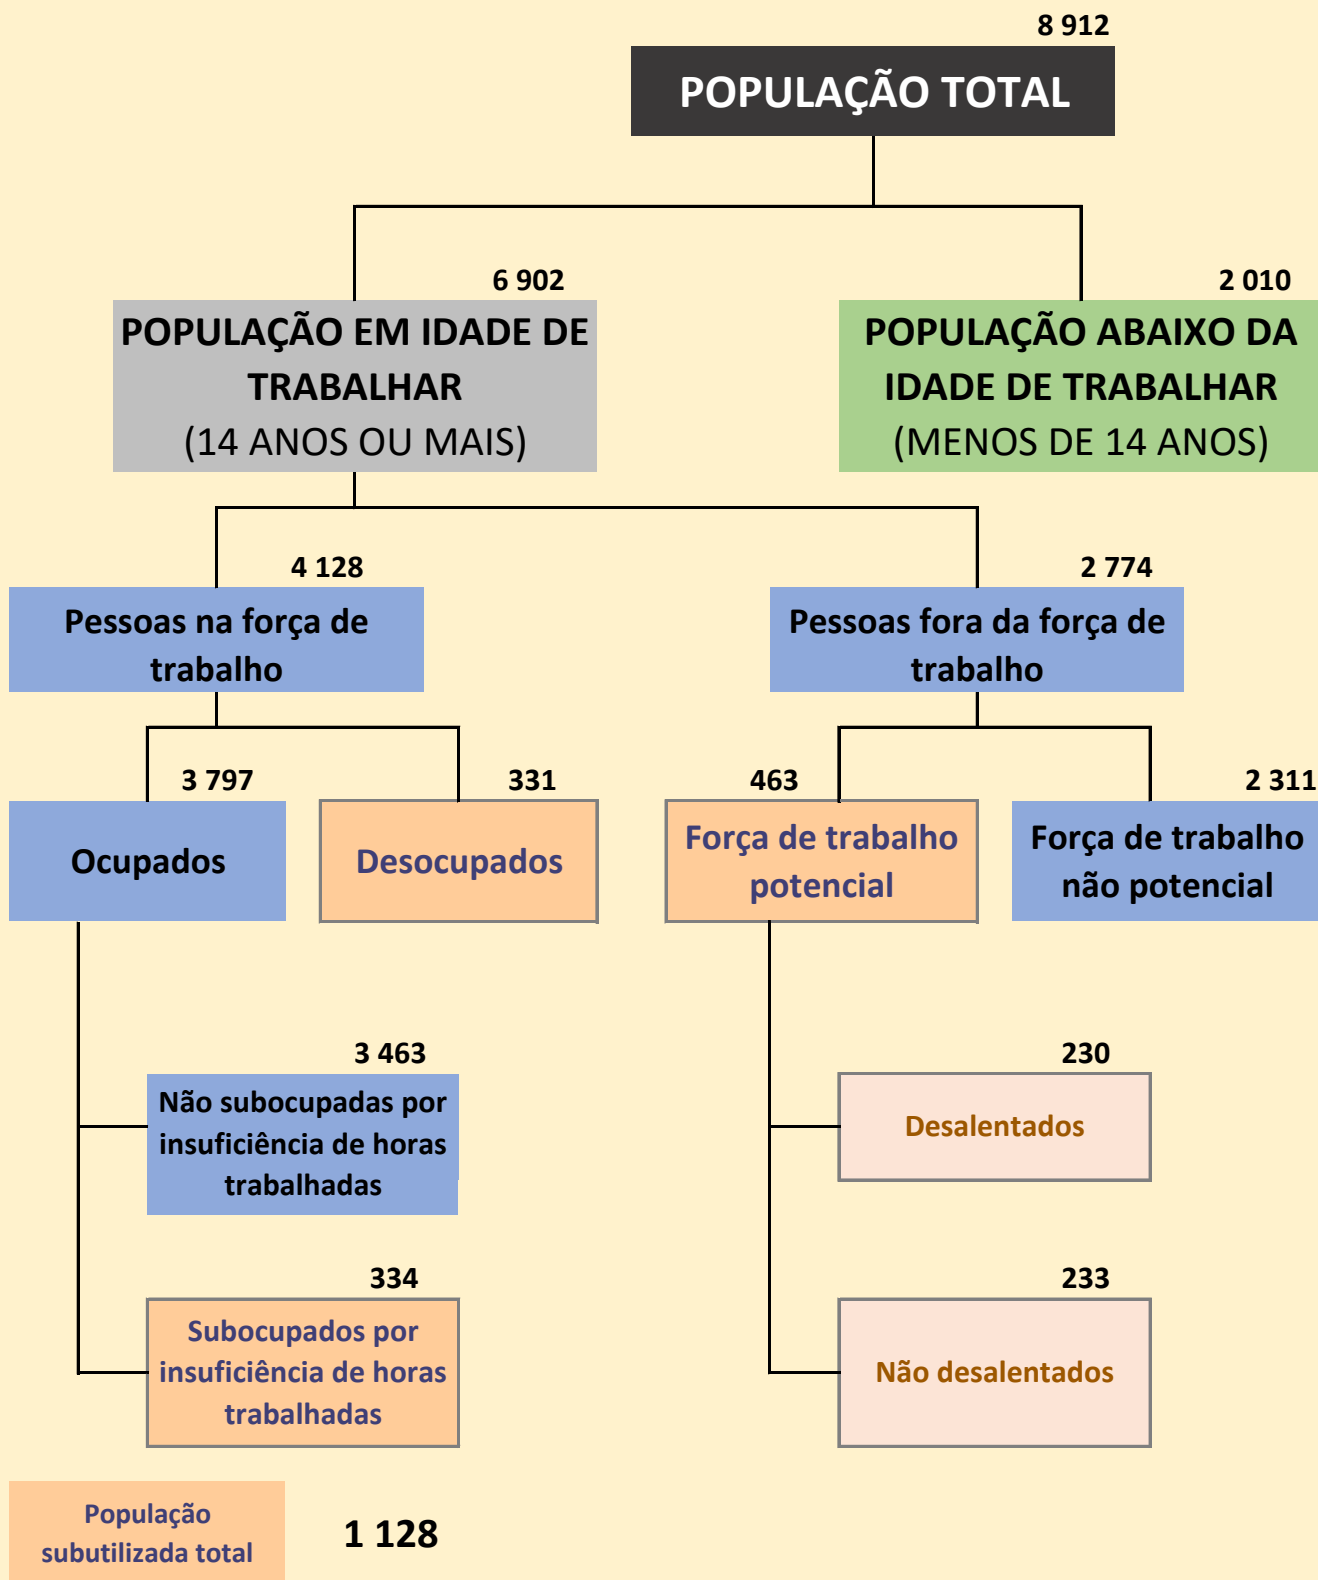 8 912
POPULAÇÃO TOTAL
6 902
POPULAÇÃO EM IDADE DE
TRABALHAR
(14 ANOS OU MAIS)
2 010
POPULAÇÃO ABAIXO DA
IDADE DE TRABALHAR
(MENOS DE 14 ANOS)
4 128
Pessoas na força de
trabalho
2 774
Pessoas fora da força de
trabalho
3 797
Ocupados
331
Desocupados
463
Força de trabalho
potencial
2 311
Força de trabalho
não potencial
3 463
Não subocupadas por
insuficiência de horas
trabalhadas
230
Desalentados
334
Subocupados por
insuficiência de horas
trabalhadas
233
Não desalentados
População
subutilizada total
1 128